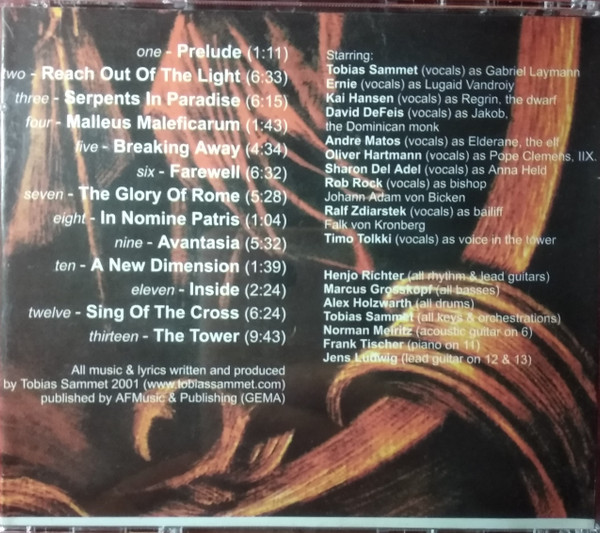 one - Prelude (1:11)
two - Reach Out Of The Light (6:33)
three - Serpents In Paradise (6:15)
four - Malleus Maleficarum (1:43)
five - Breaking Away (4:34)
six - Farewell (6:32)
seven - The Glory Of Rome (5:28)
eight - In Nomine Patris (1:04)
nine - Avantasia (5:32)
ten - A New Dimension (1:39)
eleven - Inside (2:24)
twelve - Sing Of The Cross (6:24)
thirteen - The Tower (9:43)
All music & lyrics written and produced
by Tobias Sammet 2001 (www.tobiassammet.com)
published by AFMusic & Publishing (GEMA)
Starring:
Tobias Sammet (vocals) as Gabriel Laymann
Ernie (vocals) as Lugaid Vandroiy
Kai Hansen (vocals) as Regrin, the dwarf
David DeFeis (vocals) as Jakob,
the Dominican monk
Andre Matos (vocals) as Elderane, the elf
Oliver Hartmann (vocals) as Pope Clemens, IIX.
Sharon Del Adel (vocals) as Anna Held
Rob Rock (vocals) as bishop
Johann Adam von Bicken
Ralf Zdiarstek (vocals) as bailiff
Falk von Kronberg
Timo Tolkki (vocals) as voice in the tower
Henjo Richter (all rhythm & lead guitars)
Marcus Grosskopf (all basses)
Alex Holzwarth (all drums)
Tobias Sammet (all keys & orchestrations)
Norman Meiritz (acoustic guitar on 6)
Frank Tischer (piano on 11)
Jens Ludwig (lead guitar on 12 & 13)